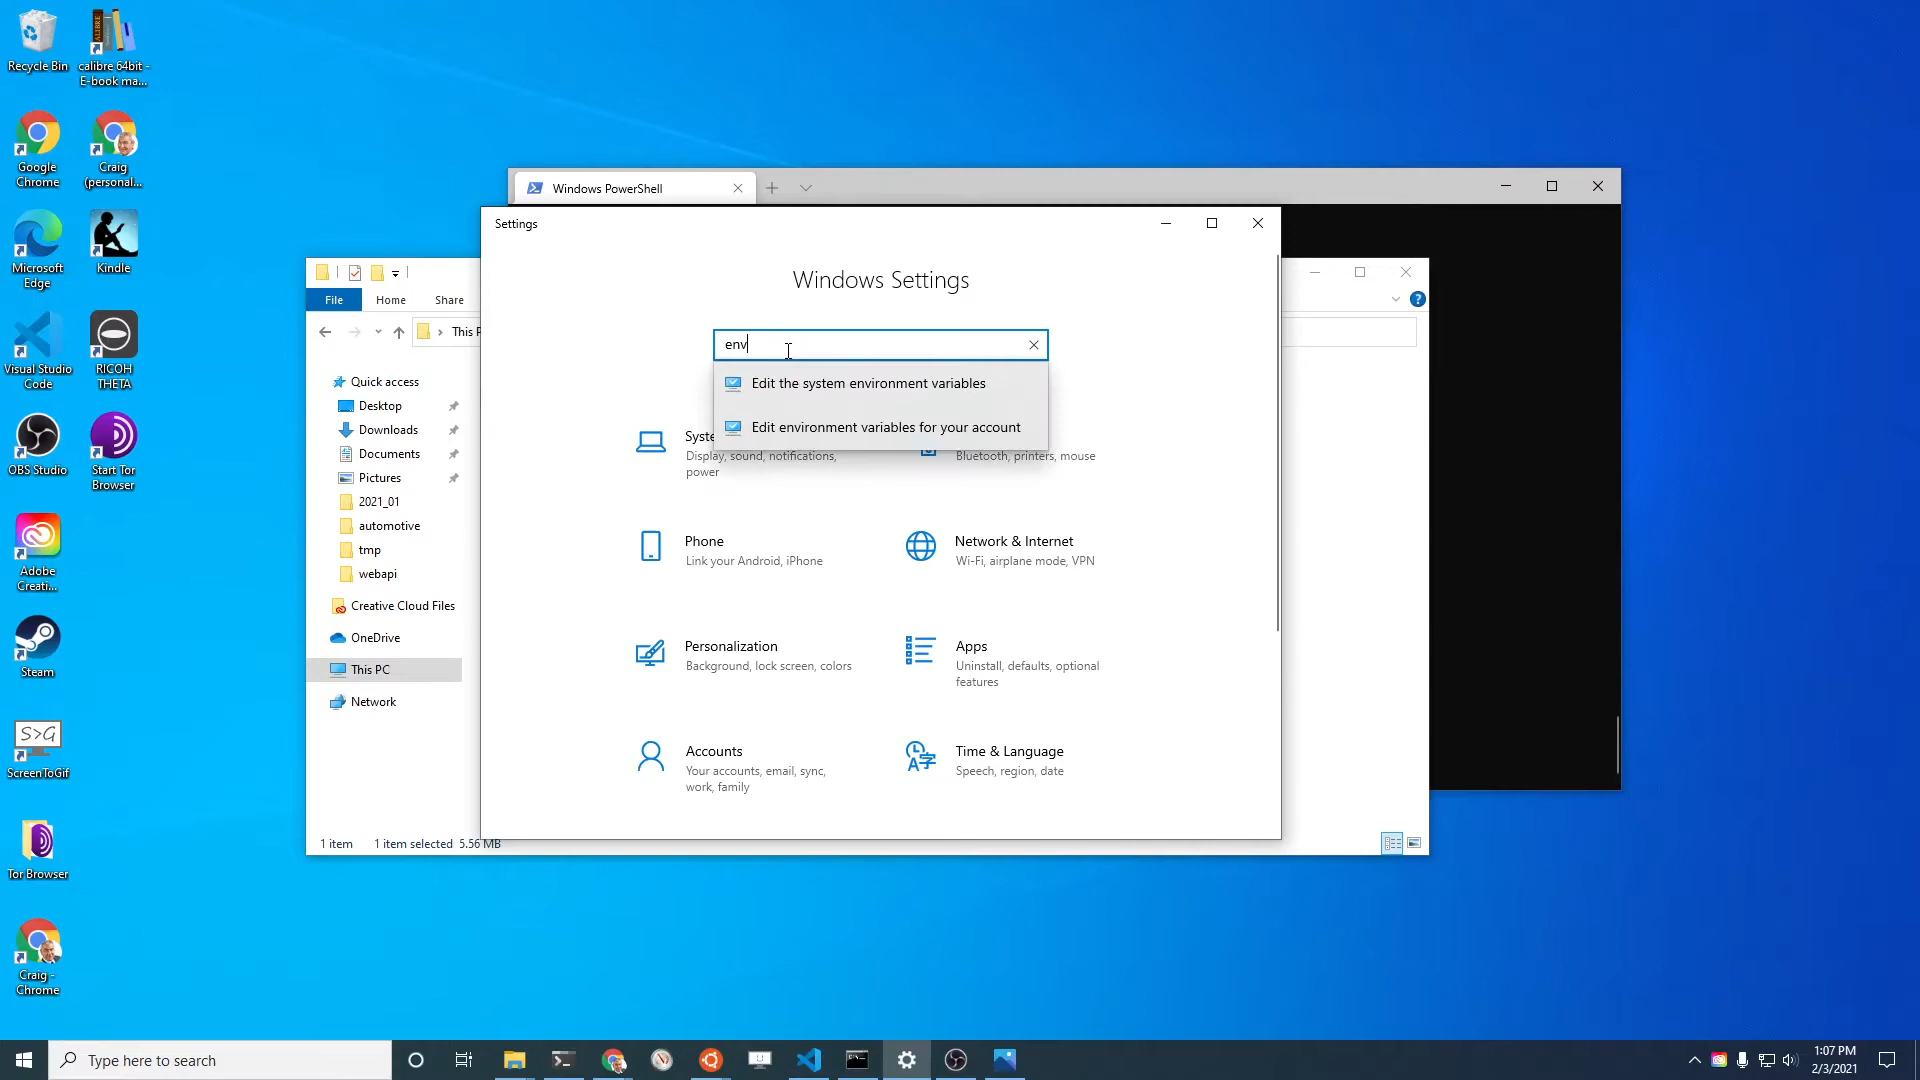 Recycle Bin
calibre 64bit -
E-book ma...
Google
Chrome
Craig
(personal...
Microsoft
Edge
Kindle
Visual Studio
Code
RICOH
THETA
OBS Studio
Start Tor
Browser
Adobe
Creati...
Steam
S>G
ScreenToGif
Tor Browser
Craig -
Chrome
Windows PowerShell
Settings
Windows Settings
env
Edit the system environment variables
Edit environment variables for your account
Syste
Display, sound, notifications,
power
Bluetooth, printers, mouse
Phone
Link your Android, iPhone
Network & Internet
Wi-Fi, airplane mode, VPN
Personalization
Background, lock screen, colors
Apps
Uninstall, defaults, optional
features
Accounts
Your accounts, email, sync,
work, family
Time & Language
Speech, region, date
File
Home
Share
This P
Quick access
Desktop
Downloads
Documents
Pictures
2021_01
automotive
tmp
webapi
Creative Cloud Files
OneDrive
This PC
Network
1 item
1 item selected 5.56 MB
Type here to search
1:07 PM
2/3/2021